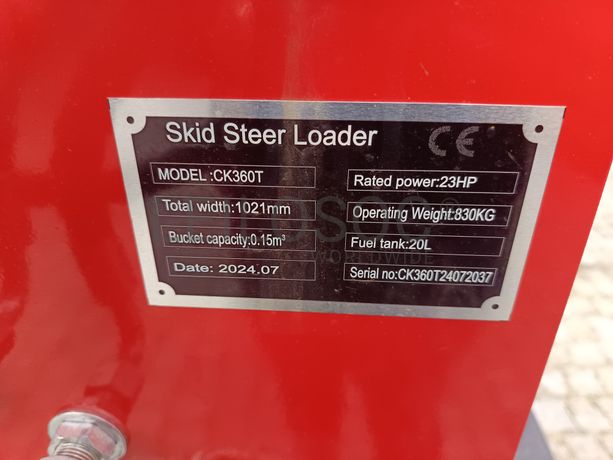 Skid Steer Loader CE
MODEL :CK360T
Rated power:23HP
Total width:1021mm
Operating Weight:830KG
Bucket capacity:0.15m³
Fuel tank:20L
Date: 2024.07
Serial no:CK360T24072037
WORLDWIDE